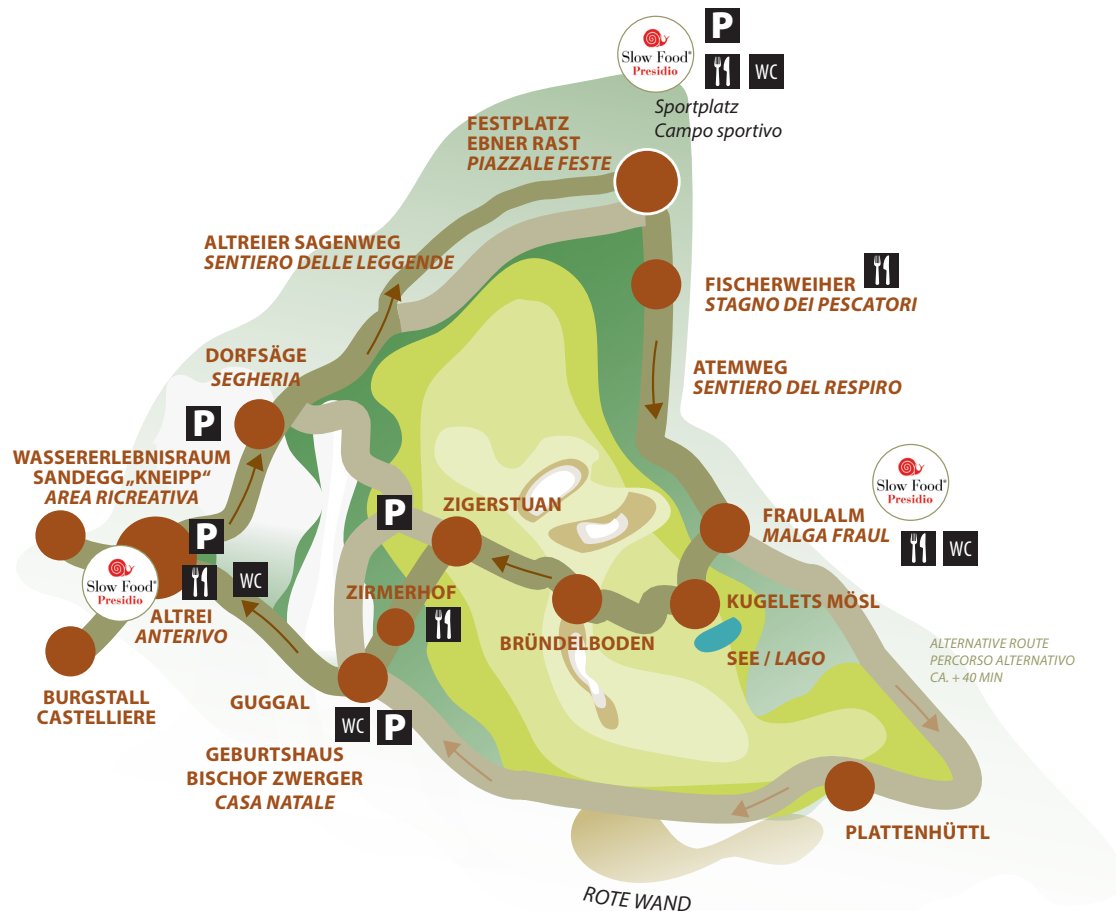 Slow Food®
Presidio
P
WC
Sportplatz
Campo sportivo
FESTPLATZ
EBNER RAST
PIAZZALE FESTE
ALTREIER SAGENWEG
SENTIERO DELLE LEGGENDE
FISCHERWEIHER
STAGNO DEI PESCATORI
DORFSÄGE
SEGHERIA
ATEMWEG
SENTIERO DEL RESPIRO
P
WASSERERLEBNISRAUM
SANDEGG „KNEIPP“
AREA RICREATIVA
Slow Food®
Presidio
ZIGERSTUAN
P
FRAULALM
MALGA FRAUL
WC
P
Slow Food®
Presidio
WC
ALTREI
ANTERIVO
ZIRMERHOF
KUGELETS MÖSL
BRÜNDELBODEN
SEE / LAGO
ALTERNATIVE ROUTE
PERCORSO ALTERNATIVO
CA. + 40 MIN
BURGSTALL
CASTELLIERE
GUGGAL
WC
P
GEBURTSHAUS
BISCHOF ZWERGER
CASA NATALE
PLATTENHÜTTL
ROTE WAND